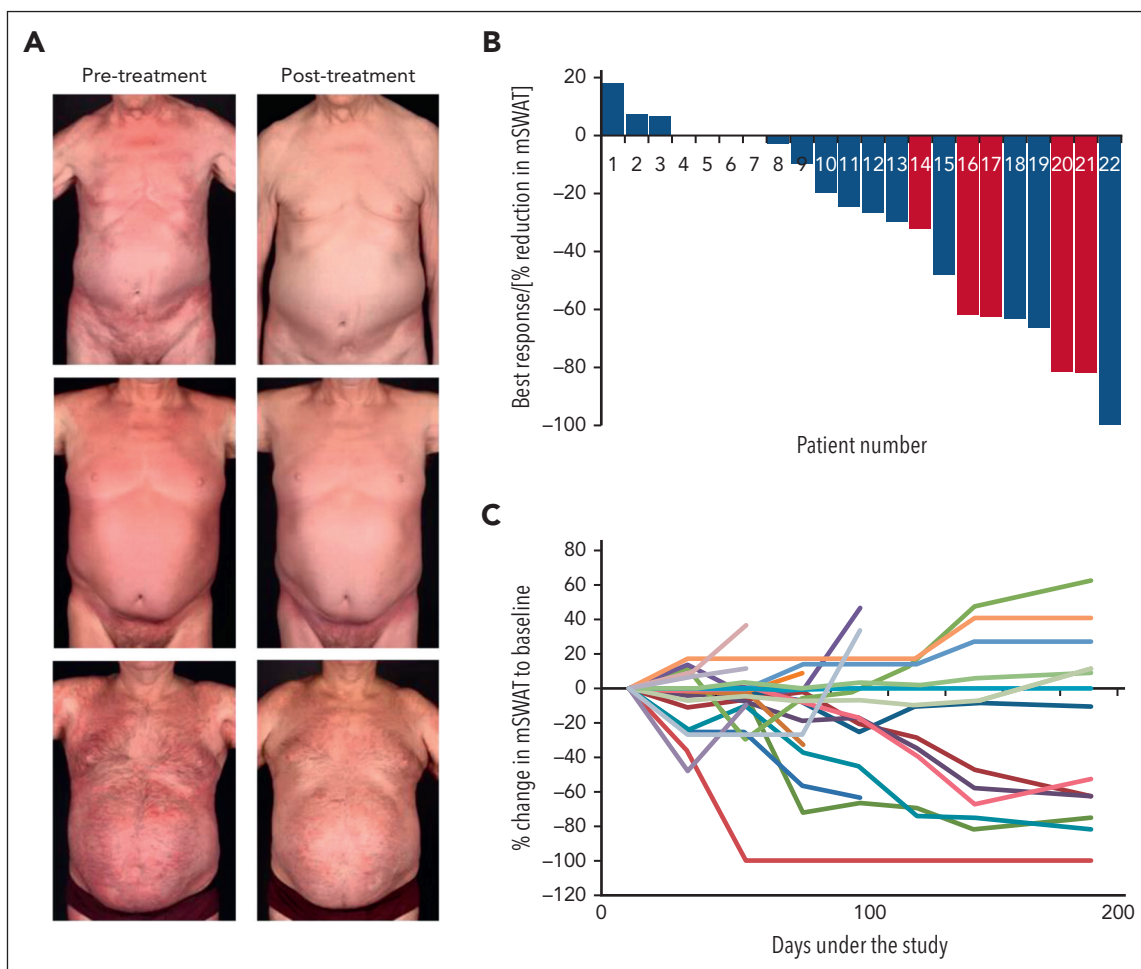 A
Pre-treatment
Post-treatment
B
Best response/[% reduction in mSWAT]
20
0
−20
−40
−60
−80
−100
1 2 3 4 5 6 7 8 9 10 11 12 13 14 15 16 17 18 19 20 21 22
Patient number
C
% change in mSWAT to baseline
80
60
40
20
0
−20
−40
−60
−80
−100
−120
0 100 200
Days under the study